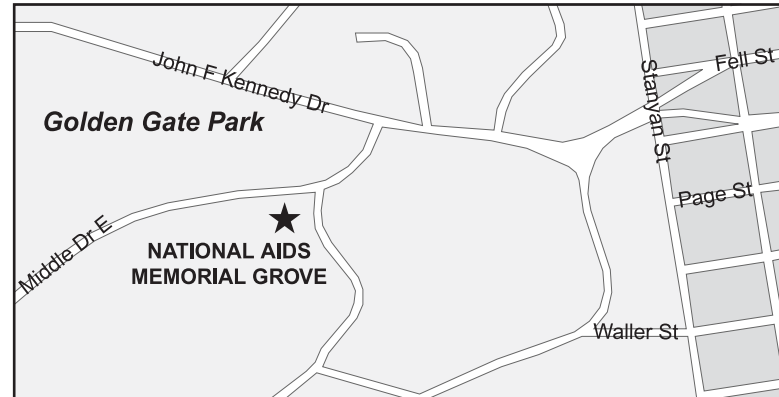 John F Kennedy Dr
Fell St
Stanyan St
Golden Gate Park
Page St
Middle Dr E
NATIONAL AIDS
MEMORIAL GROVE
Waller St